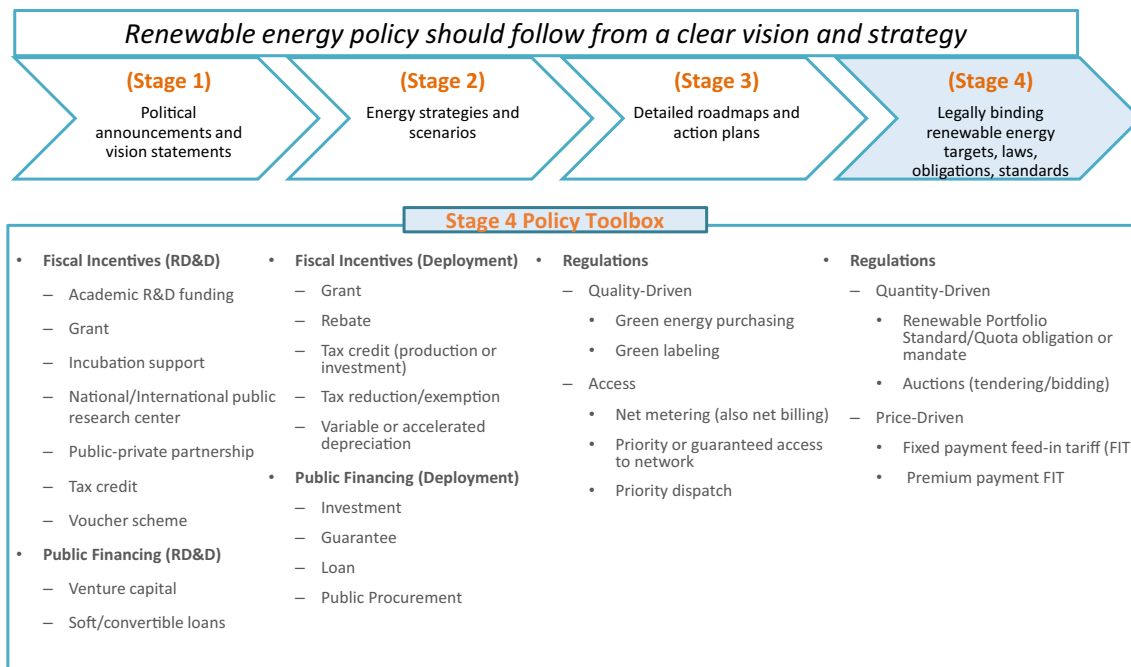 Renewable energy policy should follow from a clear vision and strategy
(Stage 1)
Political
announcements and
vision statements
(Stage 2)
Energy strategies and
scenarios
(Stage 3)
Detailed roadmaps and
action plans
(Stage 4)
Legally binding
renewable energy
targets, laws,
obligations, standards
Stage 4 Policy Toolbox
• Fiscal Incentives (RD&D)
– Academic R&D funding
– Grant
– Incubation support
– National/International public
research center
– Public-private partnership
– Tax credit
– Voucher scheme
• Public Financing (RD&D)
– Venture capital
– Soft/convertible loans
• Fiscal Incentives (Deployment)
– Grant
– Rebate
– Tax credit (production or
investment)
– Tax reduction/exemption
– Variable or accelerated
depreciation
• Public Financing (Deployment)
– Investment
– Guarantee
– Loan
– Public Procurement
• Regulations
– Quality-Driven
• Green energy purchasing
• Green labeling
– Access
• Net metering (also net billing)
• Priority or guaranteed access
to network
• Priority dispatch
• Regulations
– Quantity-Driven
• Renewable Portfolio
Standard/Quota obligation or
mandate
• Auctions (tendering/bidding)
– Price-Driven
• Fixed payment feed-in tariff (FIT
• Premium payment FIT